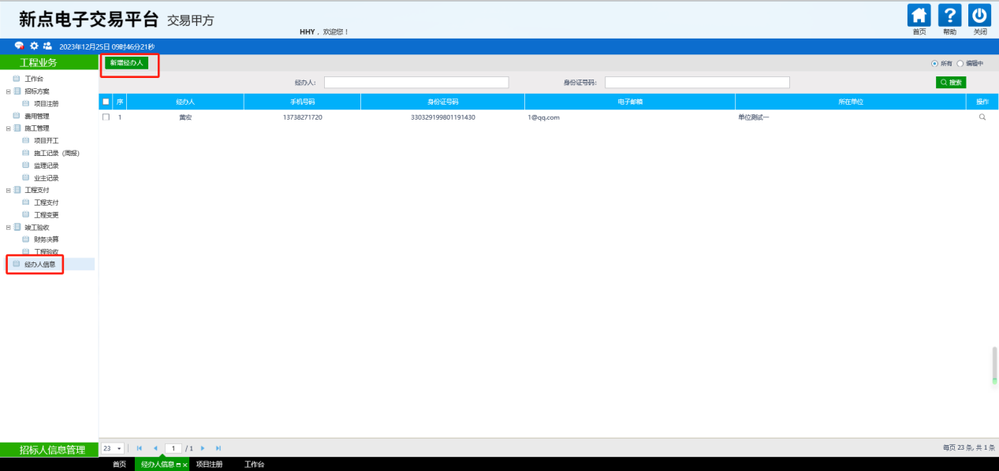 新点电子交易平台 交易甲方
HHY，欢迎您！
首页 帮助 关闭
2023年12月25日 09时46分21秒
工程业务
新增经办人
所有 编辑中
工作台
招标方案
项目注册
费用管理
施工管理
项目开工
施工记录（周报）
监理记录
业主记录
工程支付
工程支付
工程变更
竣工验收
财务决算
工程验收
经办人信息
招标人信息管理
经办人: 身份证号码: 搜索
序 经办人 手机号码 身份证号码 电子邮箱 所在单位 操作
1 黄宏 13738271720 330329199801191430 1@qq.com 单位测试一
23 1 / 1 每页 23 条, 共 1 条
首页 经办人信息 项目注册 工作台